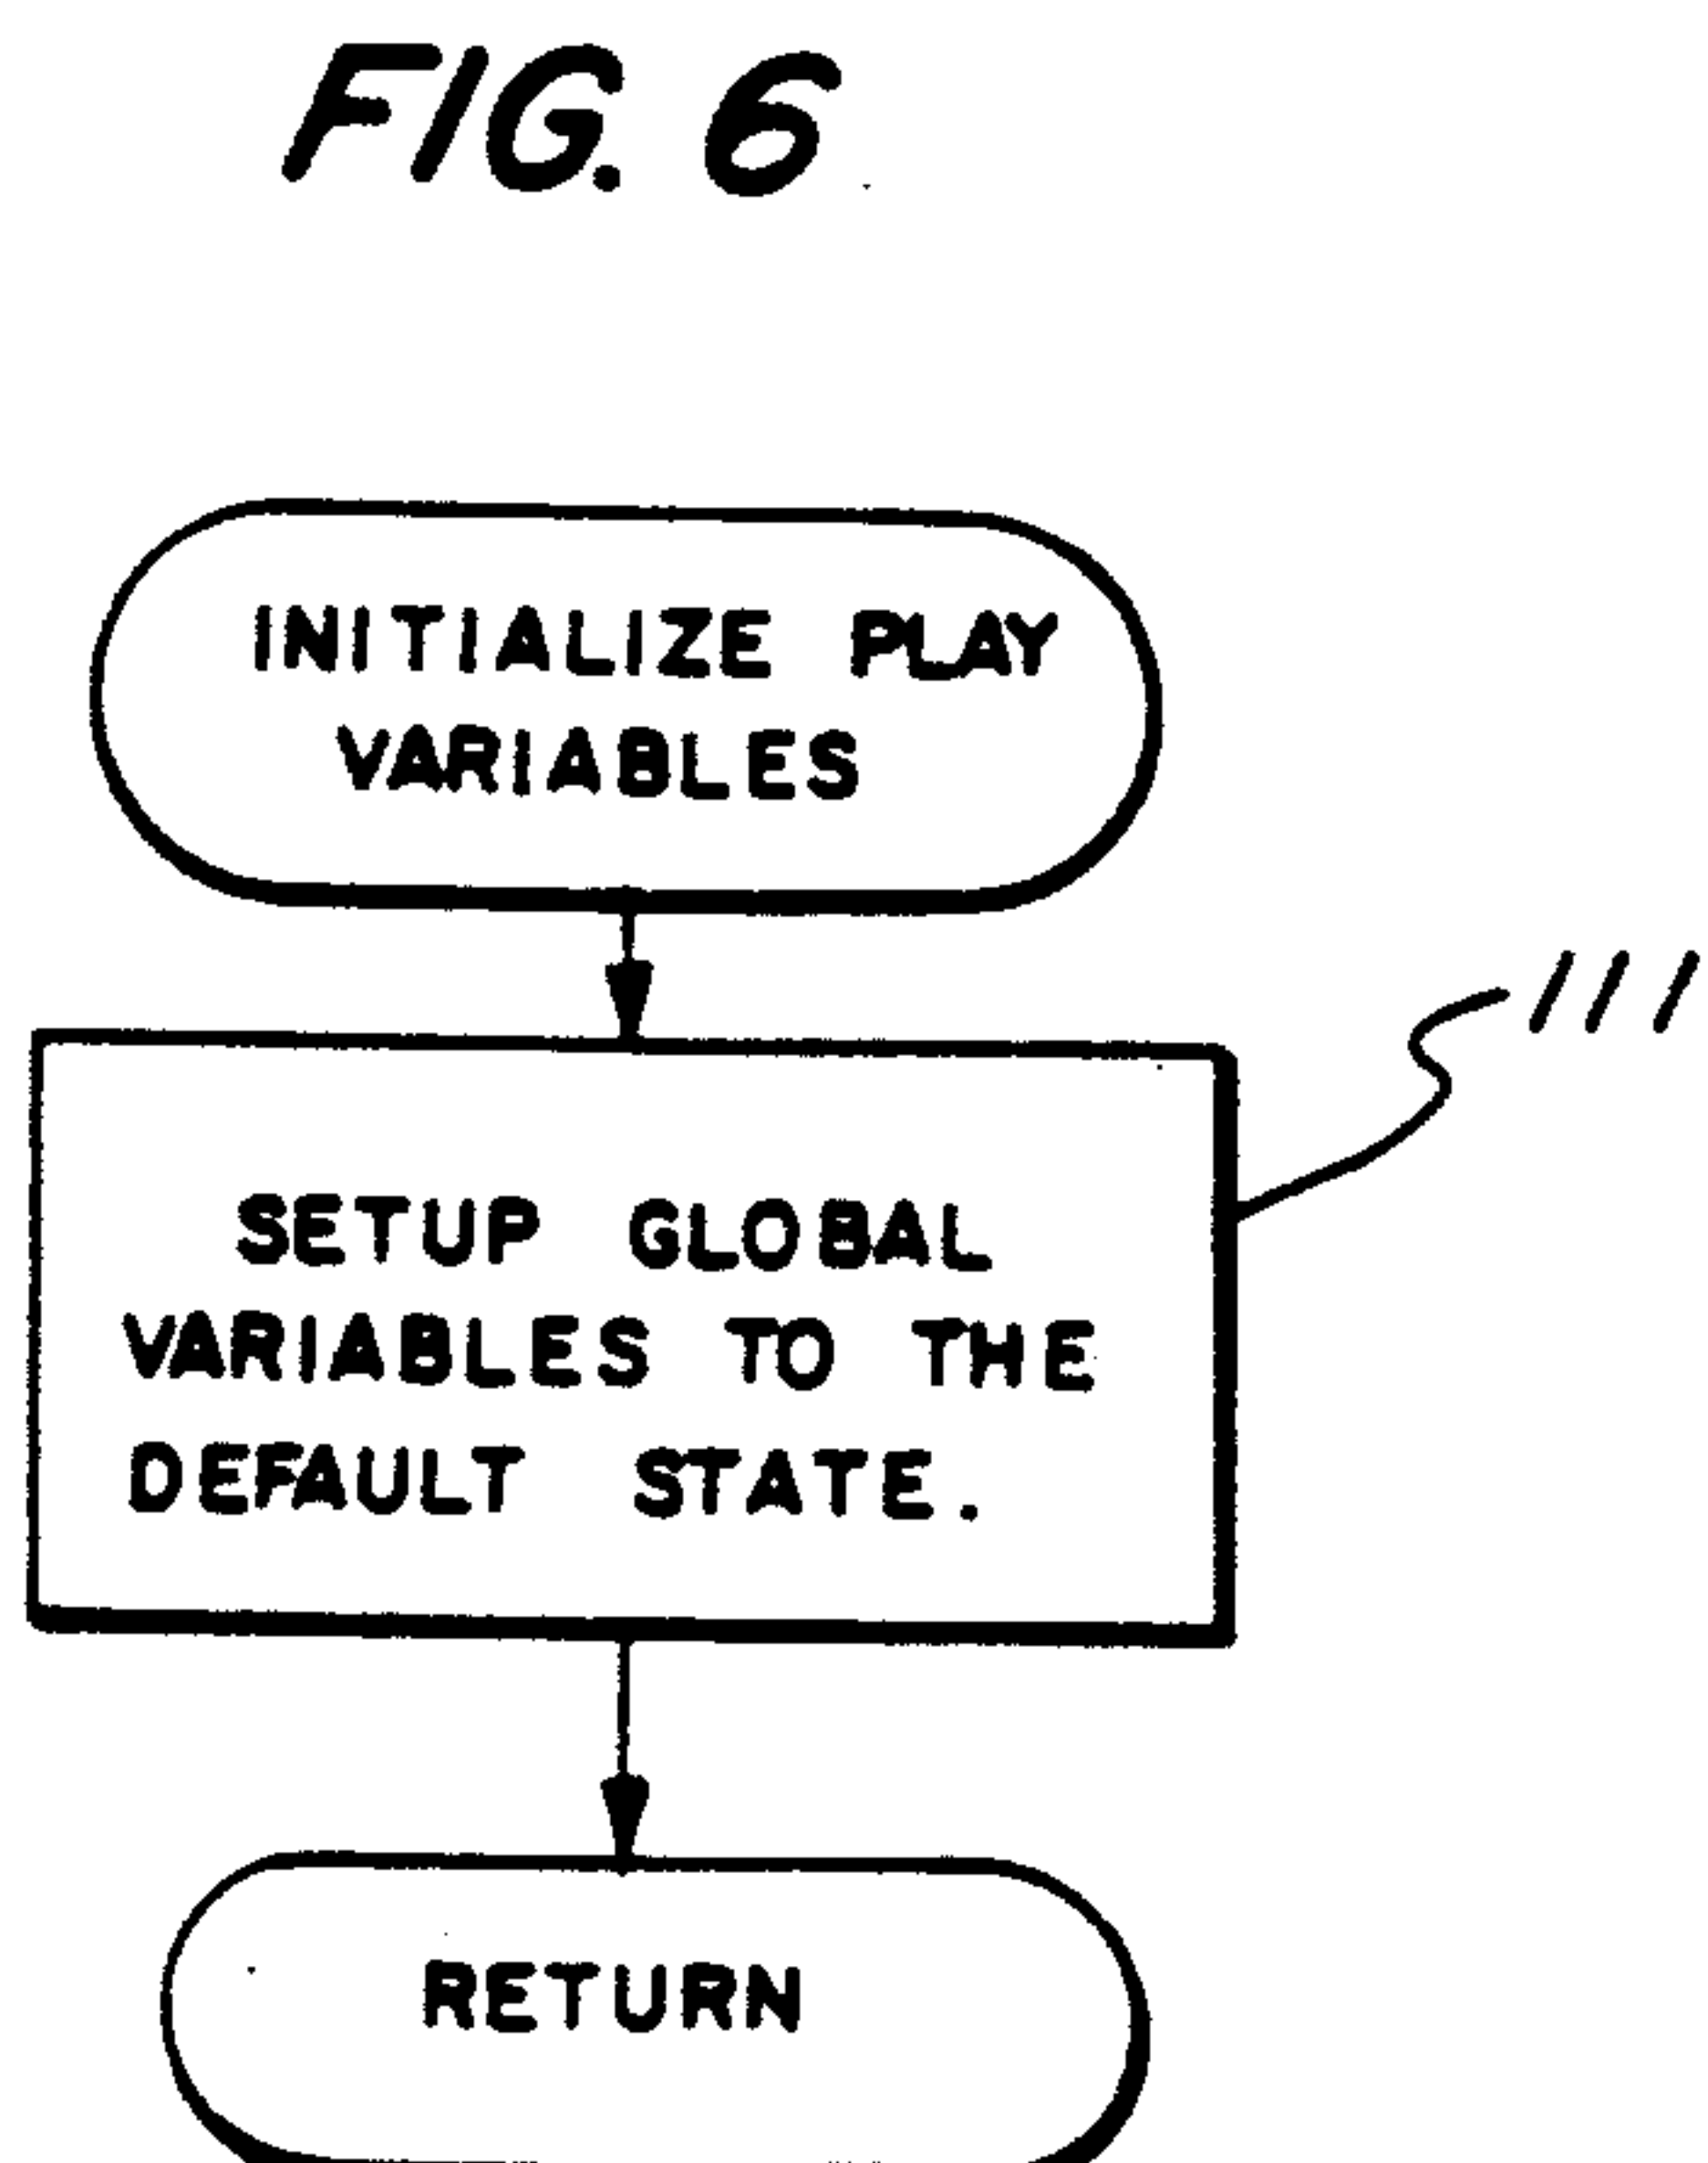 FIG. 6
INITIALIZE PLAY
VARIABLES
111
SETUP GLOBAL
VARIABLES TO THE
DEFAULT STATE.
RETURN